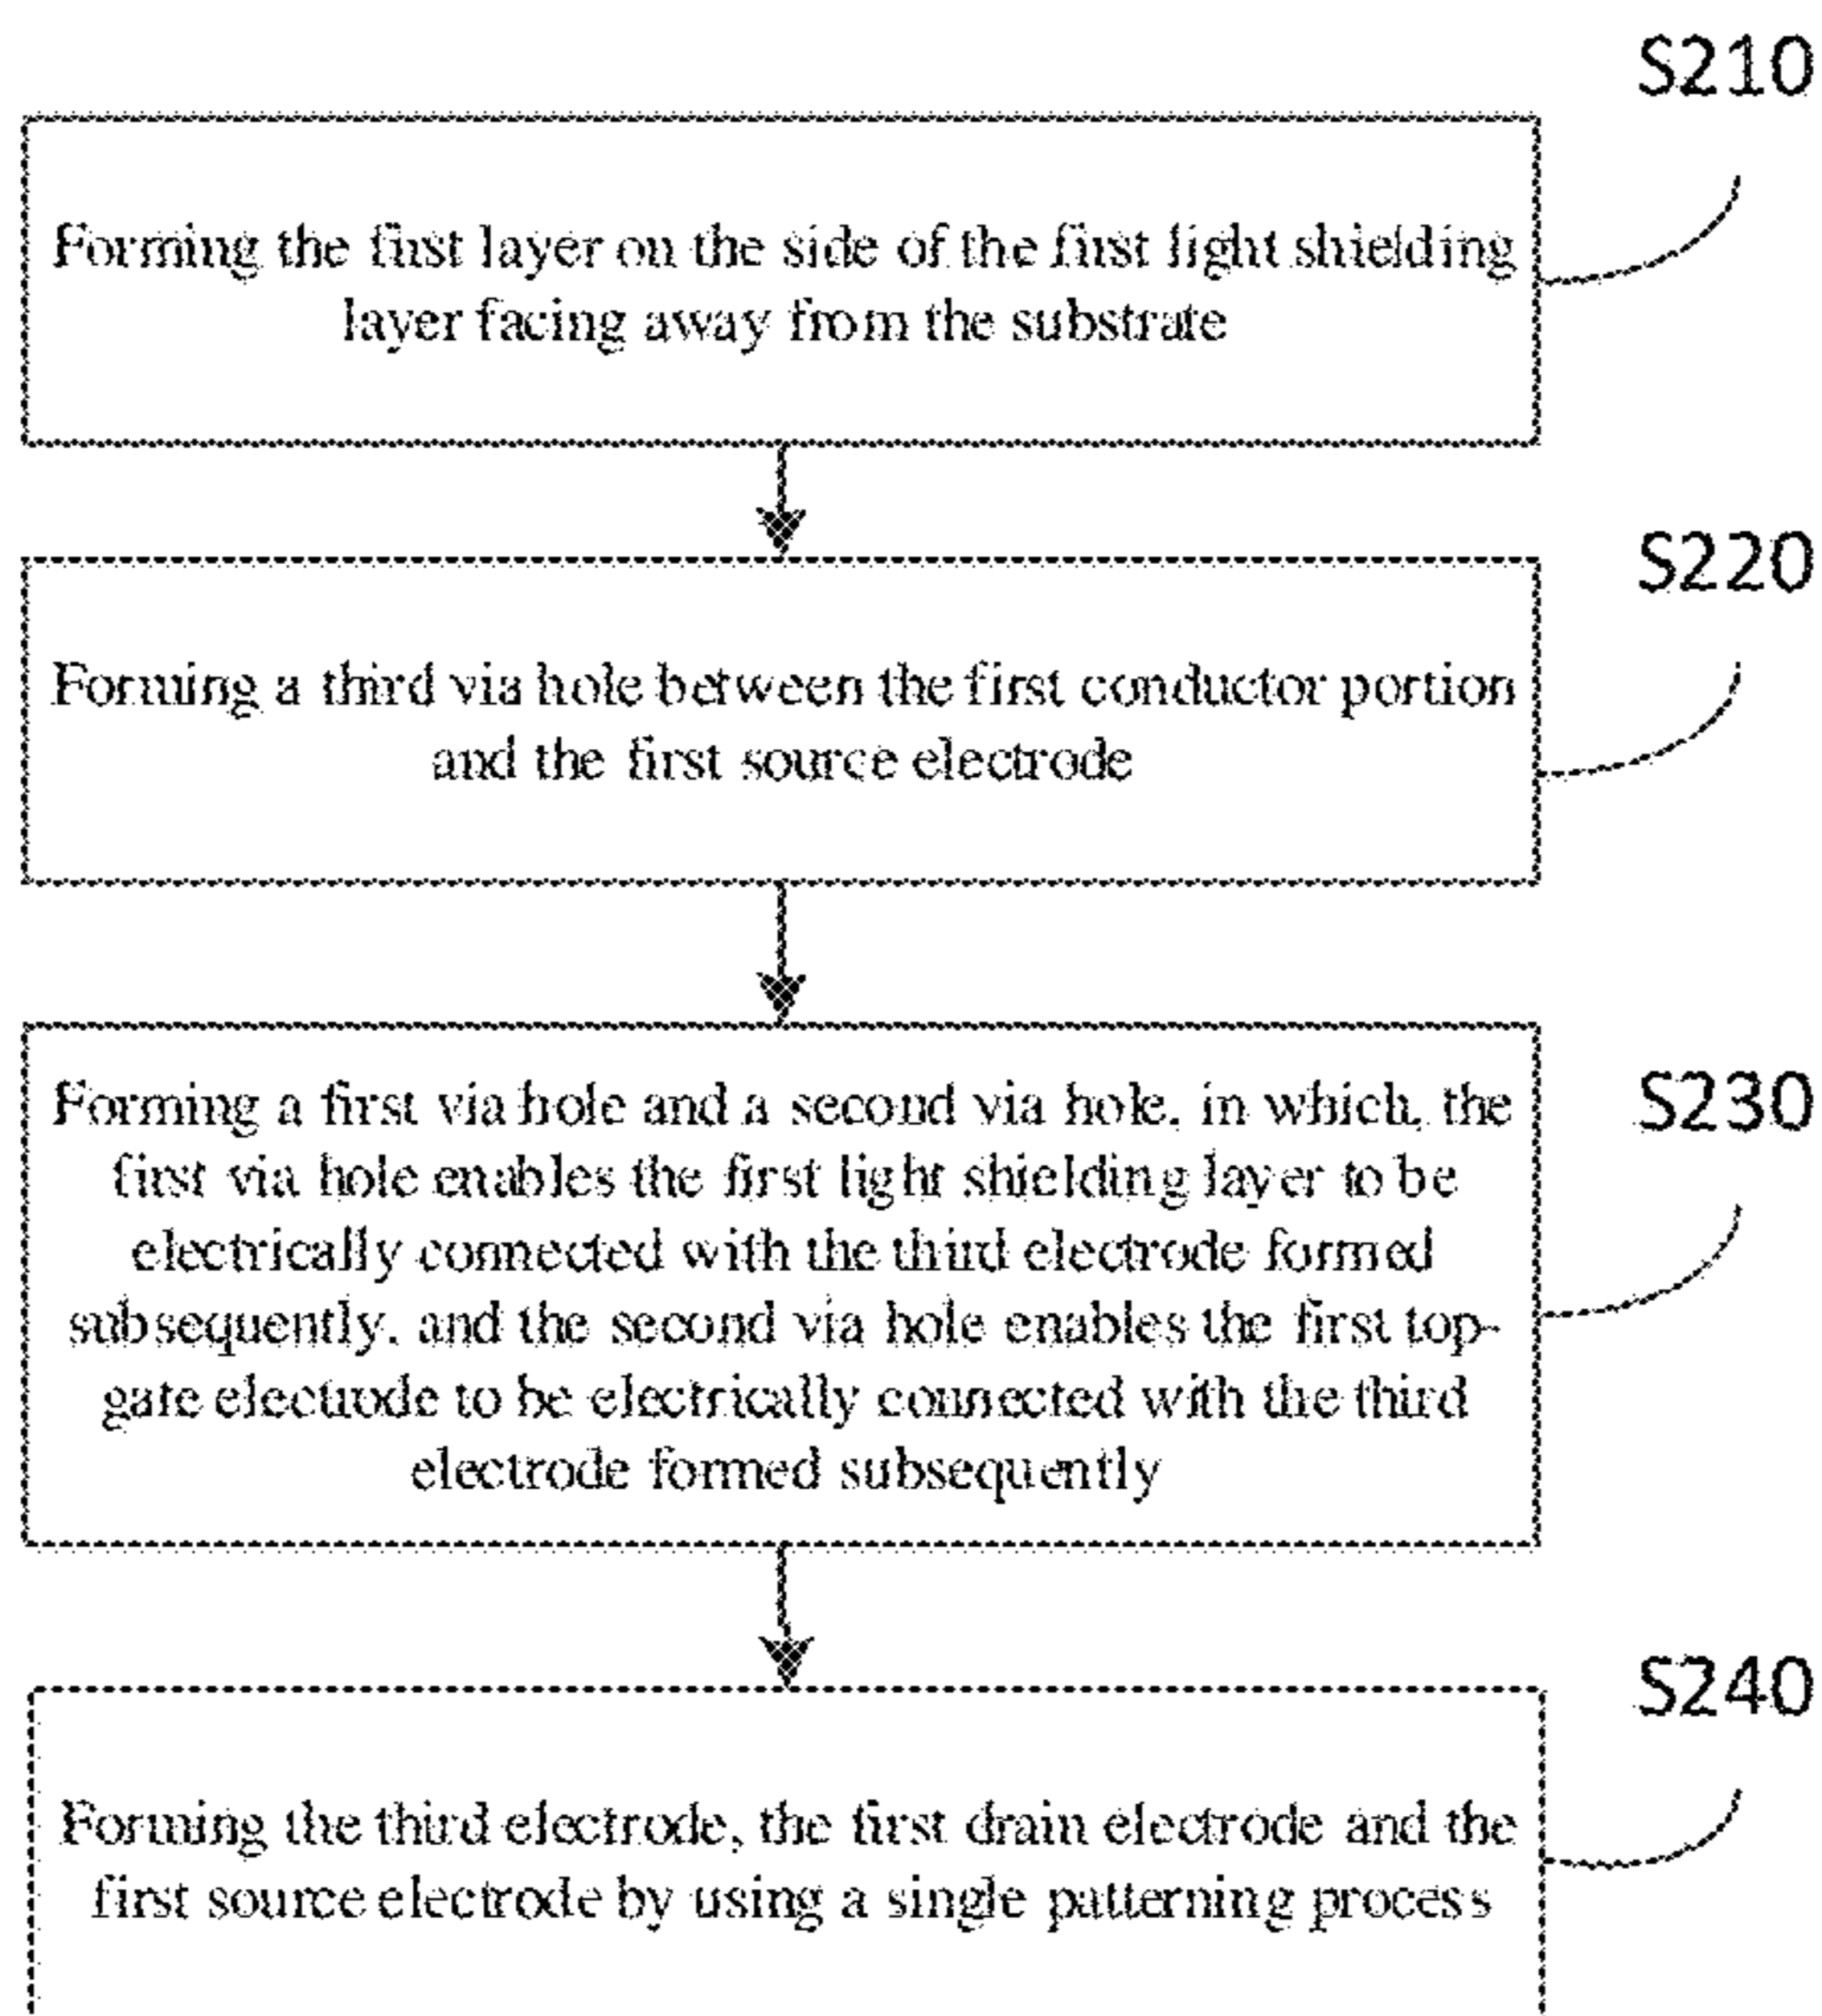 S210
Forming the first layer on the side of the first light shielding
layer facing away from the substrate
S220
Forming a third via hole between the first conductor portion
and the first source electrode
S230
Forming a first via hole and a second via hole, in which, the
first via hole enables the first light shielding layer to be
electrically connected with the third electrode formed
subsequently, and the second via hole enables the first top-
gate electrode to be electrically connected with the third
electrode formed subsequently
S240
Forming the third electrode, the first drain electrode and the
first source electrode by using a single patterning process